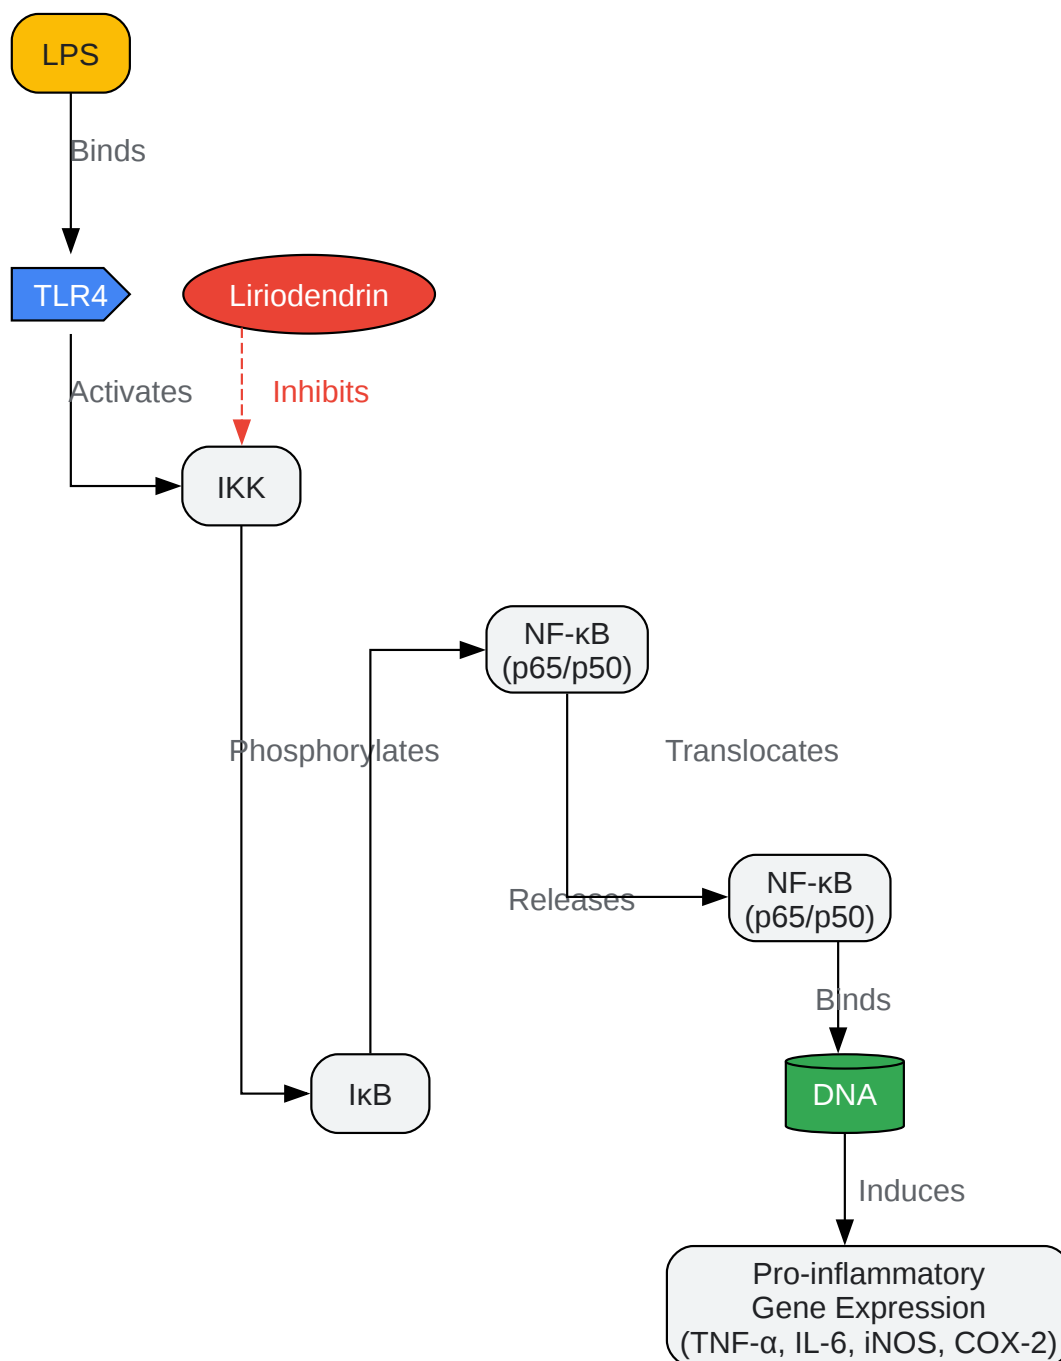 LPS
Binds
TLR4
Liriodendrin
Activates
Inhibits
IKK
NF-κB
(p65/p50)
Phosphorylates
Translocates
Releases
NF-κB
(p65/p50)
Binds
IκB
DNA
Induces
Pro-inflammatory
Gene Expression
(TNF-α, IL-6, iNOS, COX-2)